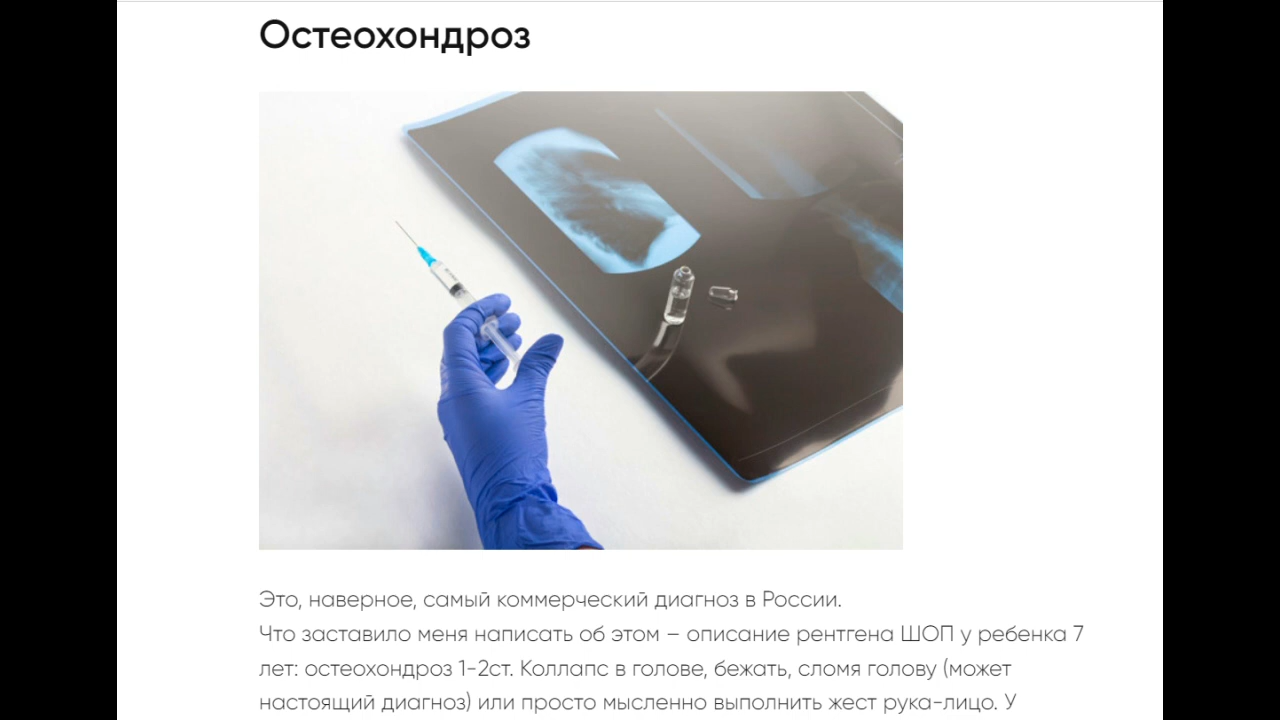 Остеохондроз
Это, наверное, самый коммерческий диагноз в России.
Что заставило меня написать об этом – описание рентгена ШОП у ребенка 7
лет: остеохондроз 1-2ст. Коллапс в голове, бежать, сломя голову (может
настоящий диагноз) или просто мысленно выполнить жест рука-лицо. У